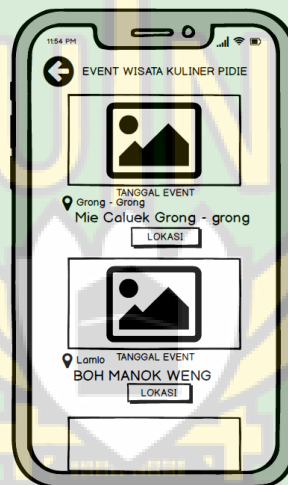 11:54 PM
EVENT WISATA KULINER PIDIE
TANGGAL EVENT
Grong - Grong
Mie Caluek Grong - grong
LOKASI
Lamlo TANGGAL EVENT
BOH MANOK WENG
LOKASI